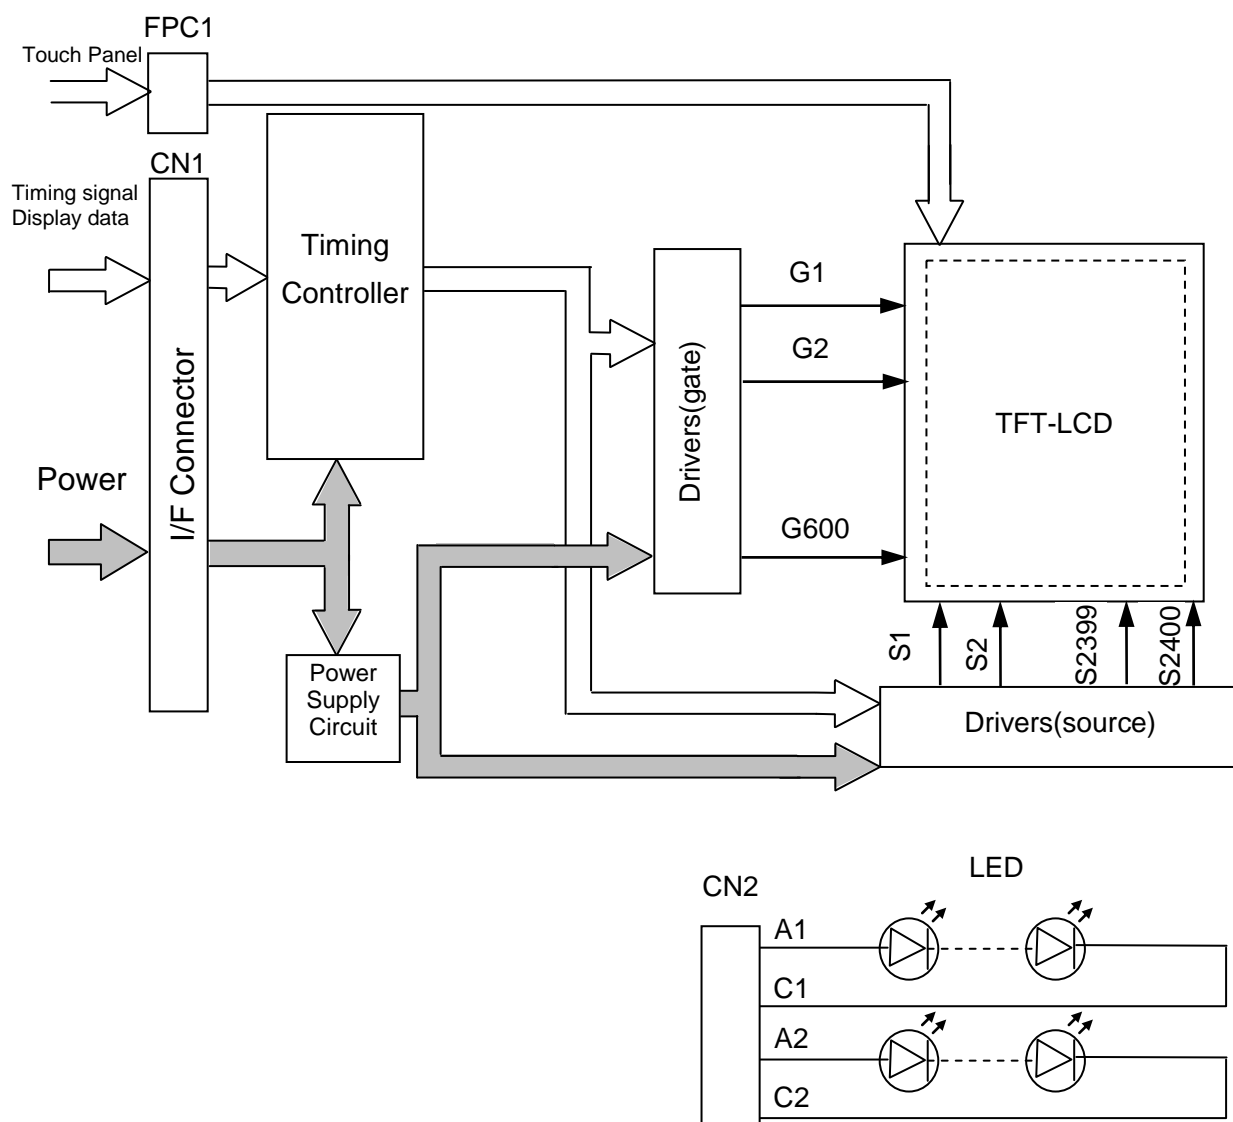 FPC1
Touch Panel
CN1
Timing signal
Display data
Timing
Controller
I/F Connector
Power
Power
Supply
Circuit
Drivers(gate)
G1
G2
G600
TFT-LCD
S1
S2
S2399
S2400
Drivers(source)
LED
CN2
A1
C1
A2
C2